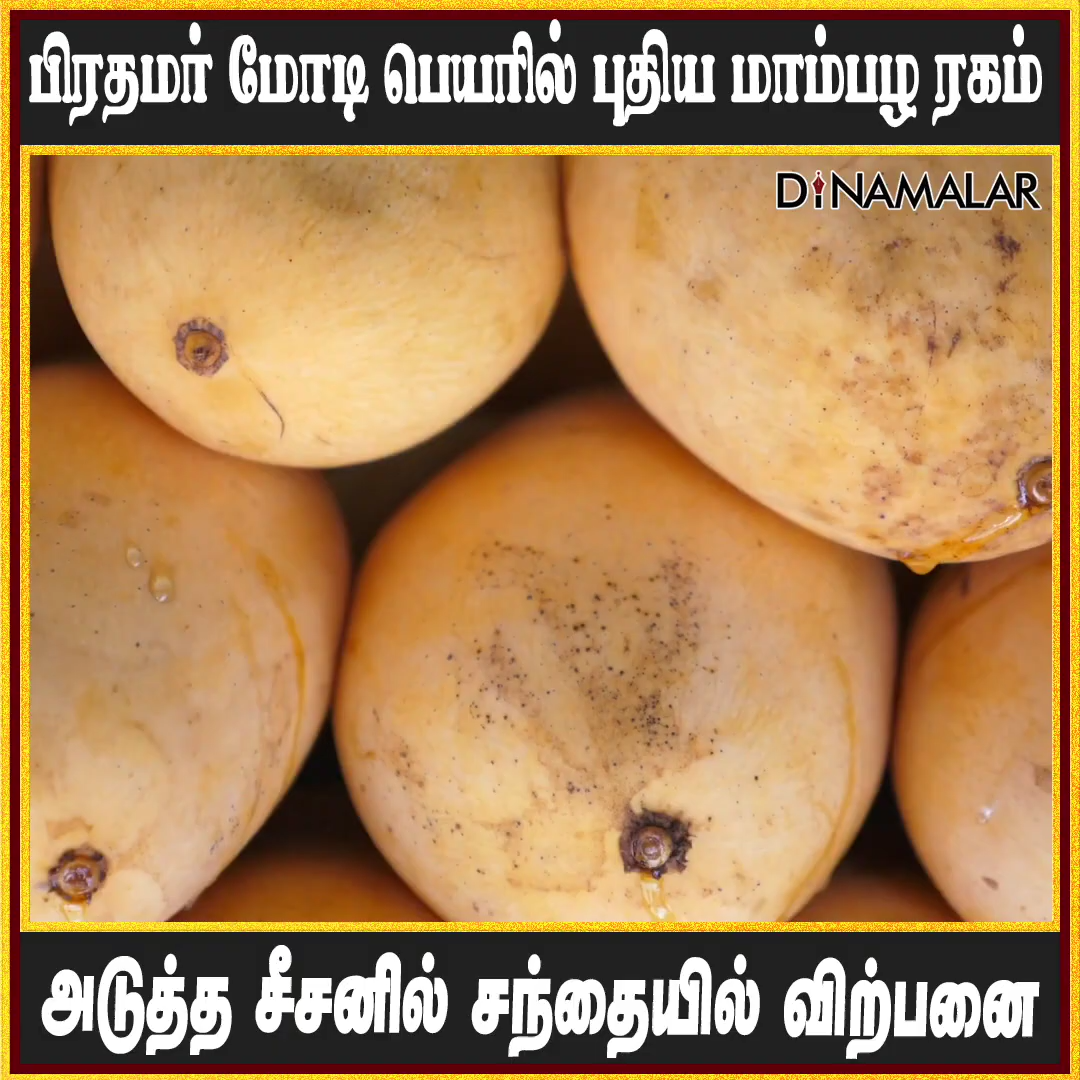 பிரதமர் மோடி பெயரில் புதிய மாம்பழ ரகம்
DINAMALAR
அடுத்த சீசனில் சந்தையில் விற்பனை